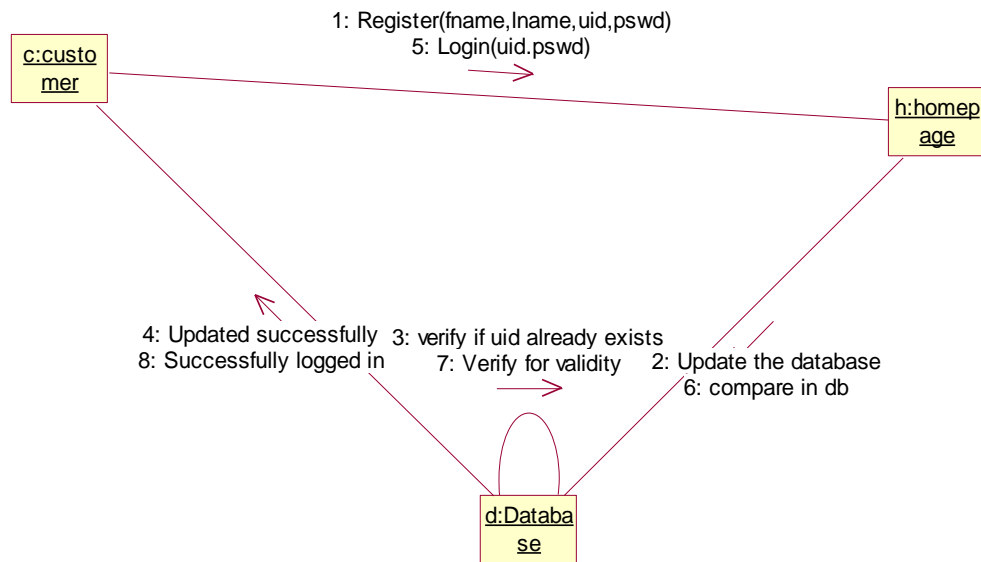 1: Register(fname,lname,uid,pswd)
5: Login(uid.pswd)
c:custo
mer
h:homep
age
4: Updated successfully
8: Successfully logged in
3: verify if uid already exists
7: Verify for validity
2: Update the database
6: compare in db
d:Databa
se